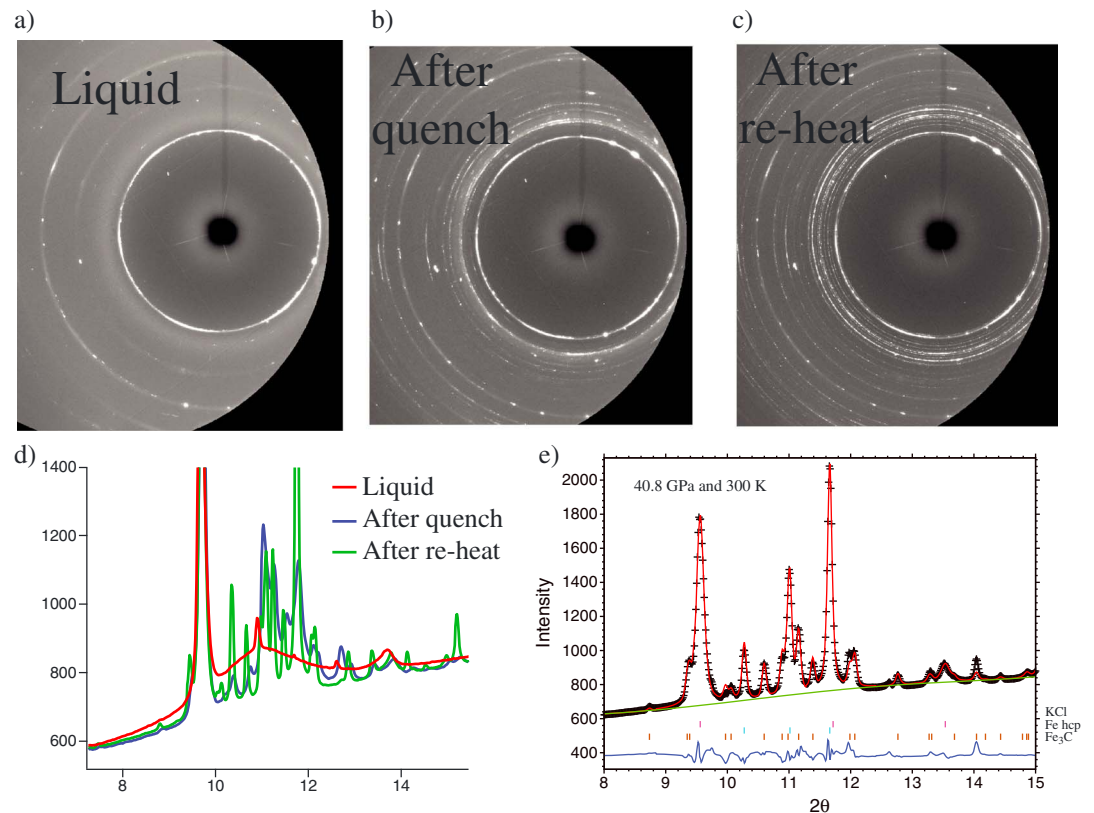 a)
b)
c)
Liquid
After
quench
After
re-heat
d)
1400
1200
1000
800
600
8
10
12
14
Liquid
After quench
After re-heat
e)
40.8 GPa and 300 K
Intensity
2000
1800
1600
1400
1200
1000
800
600
400
KCl
Fe hcp
Fe₃C
8
9
10
11
12
13
14
15
2θ